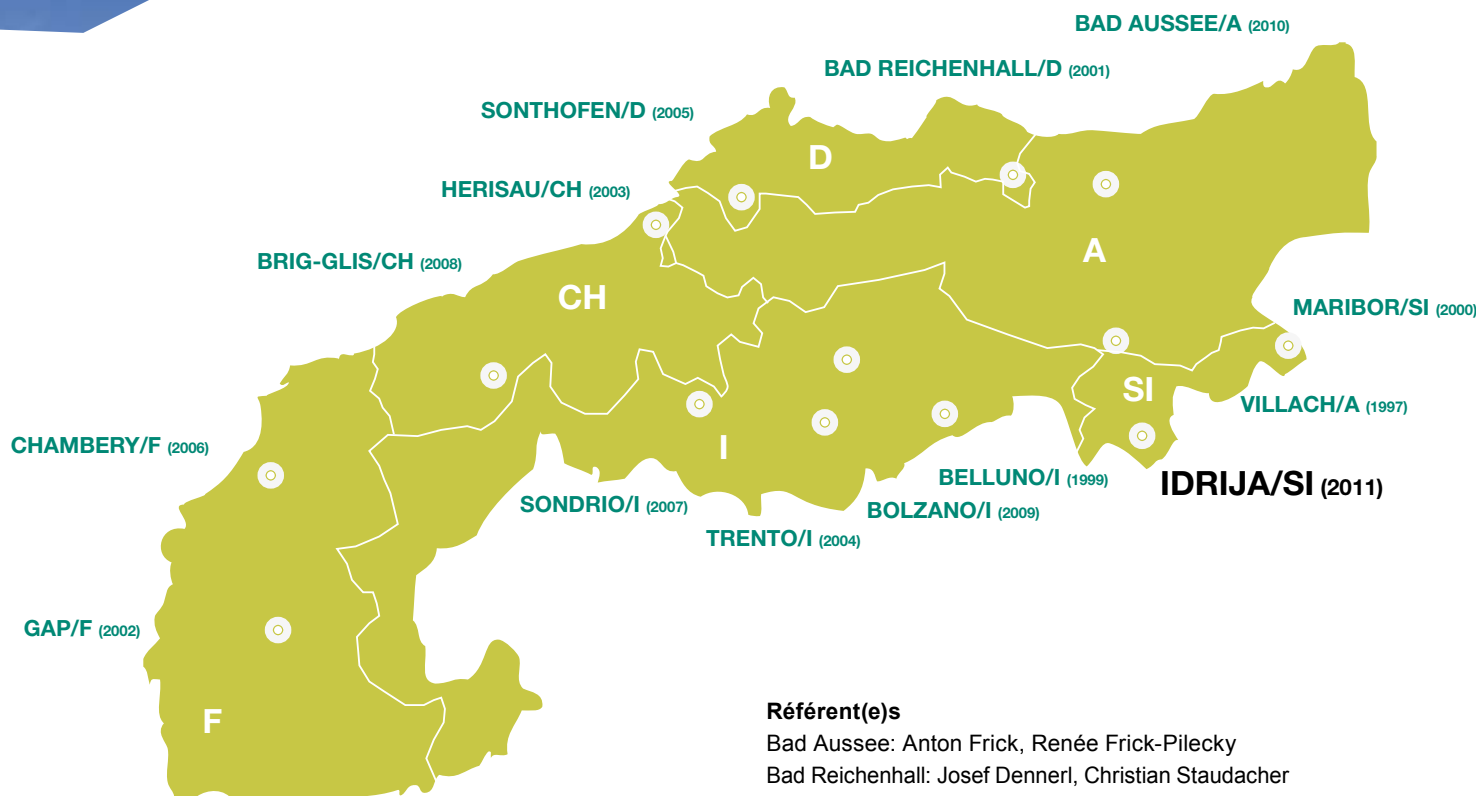 BAD AUSSEE/A (2010)
BAD REICHENHALL/D (2001)
SONTHOFEN/D (2005)
D
HERISAU/CH (2003)
A
BRIG-GLIS/CH (2008)
CH
MARIBOR/SI (2000)
SI
VILLACH/A (1997)
CHAMBERY/F (2006)
I
BELLUNO/I (1999)
IDRIJA/SI (2011)
SONDRIO/I (2007)
BOLZANO/I (2009)
TRENTO/I (2004)
GAP/F (2002)
F
Référent(e)s
Bad Aussee: Anton Frick, Renée Frick-Pilecky
Bad Reichenhall: Josef Dennerl, Christian Staudacher